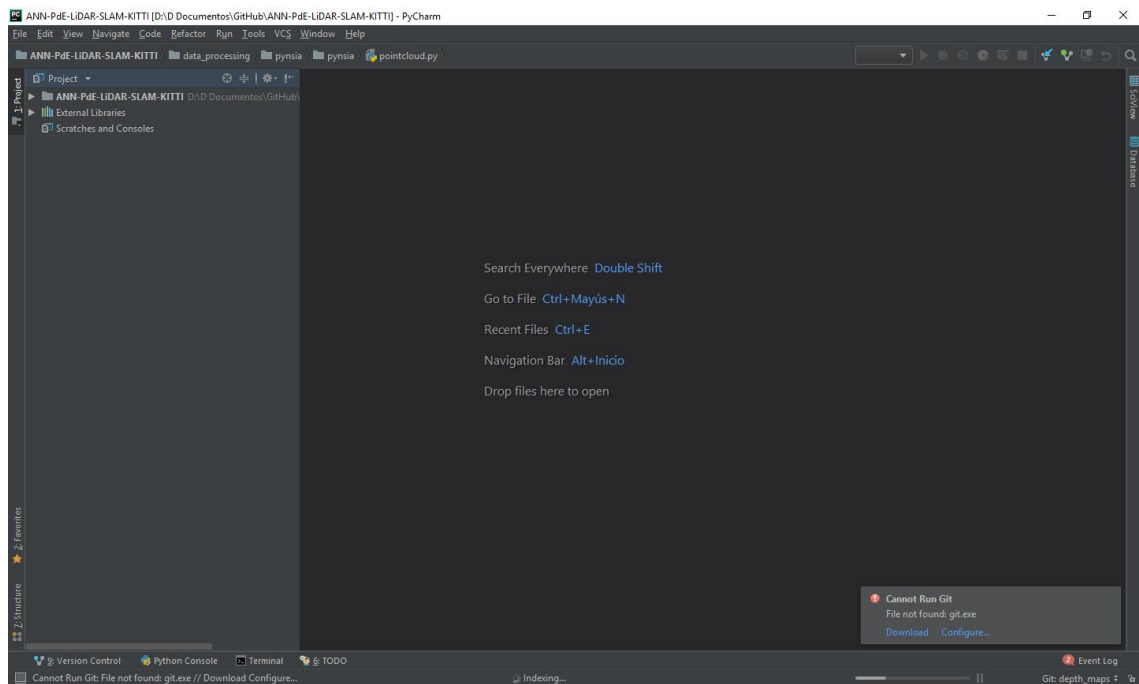 PC ANN-PdE-LiDAR-SLAM-KITTI [D:\D Documentos\GitHub\ANN-PdE-LiDAR-SLAM-KITTI] - PyCharm
File Edit View Navigate Code Refactor Run Tools VCS Window Help
ANN-PdE-LiDAR-SLAM-KITTI data_processing pynsia pynsia pointcloud.py
1: Project
Project
ANN-PdE-LiDAR-SLAM-KITTI D:\D Documentos\GitHub\
External Libraries
Scratches and Consoles
SciView
Database
Search Everywhere Double Shift
Go to File Ctrl+Mayús+N
Recent Files Ctrl+E
Navigation Bar Alt+Inicio
Drop files here to open
2: Favorites
7: Structure
Cannot Run Git
File not found: git.exe
Download Configure...
9: Version Control Python Console Terminal 6: TODO
2 Event Log
Cannot Run Git: File not found: git.exe // Download Configure...
Indexing...
Git: depth_maps